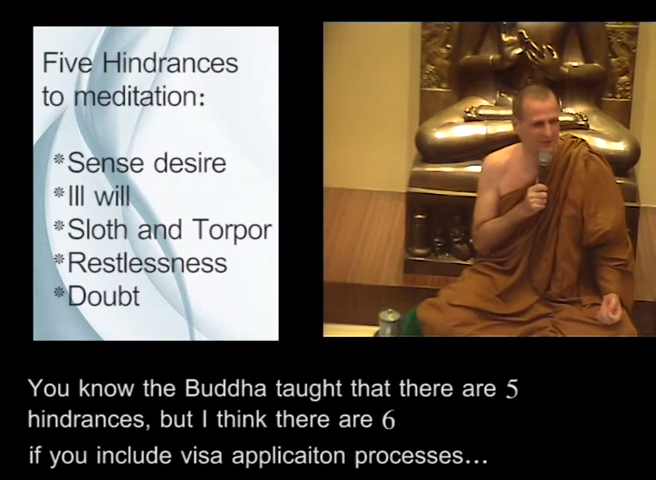 Five Hindrances
to meditation:
*Sense desire
*Ill will
*Sloth and Torpor
*Restlessness
*Doubt
You know the Buddha taught that there are 5
hindrances, but I think there are 6
if you include visa applicaiton processes...